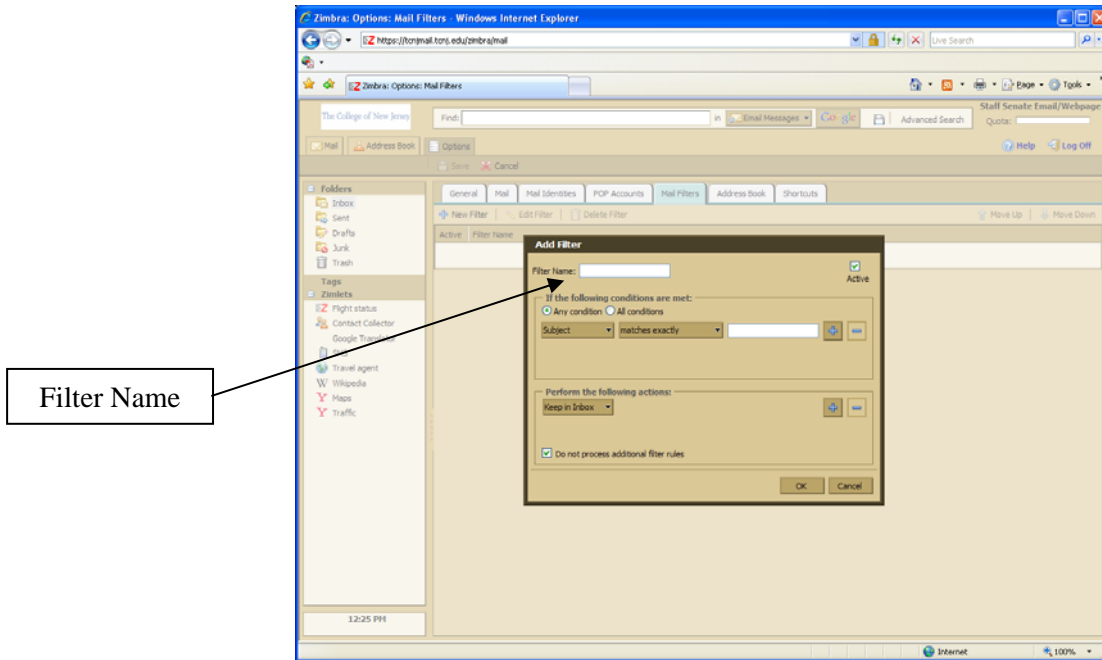 Zimbra: Options: Mail Filters - Windows Internet Explorer
https://tcnjmail.tcnj.edu/zimbra/mail
Live Search
Zimbra: Options: Mail Filters
Page
Tools
The College of New Jersey
Find:
in
Email Messages
Google
Advanced Search
Staff Senate Email/Webpage
Quota:
Mail
Address Book
Options
Help
Log Off
Save
Cancel
Folders
Inbox
Sent
Drafts
Junk
Trash
Tags
Zimlets
Flight status
Contact Collector
Google Translator
Travel agent
Wikipedia
Maps
Traffic
12:25 PM
General
Mail
Mail Identities
POP Accounts
Mail Filters
Address Book
Shortcuts
New Filter
Edit Filter
Delete Filter
Move Up
Move Down
Active
Filter Name
Add Filter
Filter Name:
Active
If the following conditions are met:
Any condition
All conditions
Subject
matches exactly
Perform the following actions:
Keep in Inbox
Do not process additional filter rules
OK
Cancel
Filter Name
Internet
100%